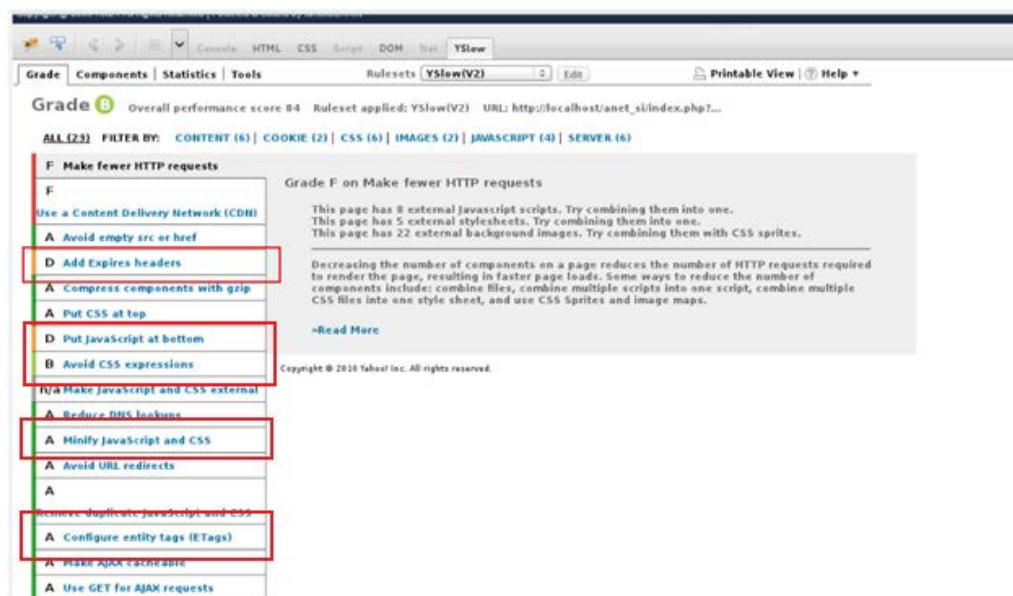 Console HTML CSS Script DOM Net YSlow
Grade Components Statistics Tools Rulesets YSlow(V2) Edit Printable View Help
Grade B Overall performance score 84 Ruleset applied: YSlow(V2) URL: http://localhost/anet_si/index.php?...
ALL (23) FILTER BY: CONTENT (6) | COOKIE (2) | CSS (6) | IMAGES (2) | JAVASCRIPT (4) | SERVER (6)
F Make fewer HTTP requests
F
Use a Content Delivery Network (CDN)
A Avoid empty src or href
D Add Expires headers
A Compress components with gzip
A Put CSS at top
D Put JavaScript at bottom
B Avoid CSS expressions
n/a Make JavaScript and CSS external
A Reduce DNS lookups
A Minify JavaScript and CSS
A Avoid URL redirects
A
Remove duplicate JavaScript and CSS
A Configure entity tags (ETags)
A Make AJAX cacheable
A Use GET for AJAX requests
Grade F on Make fewer HTTP requests
This page has 8 external Javascript scripts. Try combining them into one.
This page has 5 external stylesheets. Try combining them into one.
This page has 22 external background images. Try combining them with CSS sprites.
Decreasing the number of components on a page reduces the number of HTTP requests required
to render the page, resulting in faster page loads. Some ways to reduce the number of
components include: combine files, combine multiple scripts into one script, combine multiple
CSS files into one style sheet, and use CSS Sprites and image maps.
»Read More
Copyright © 2010 Yahoo! Inc. All rights reserved.